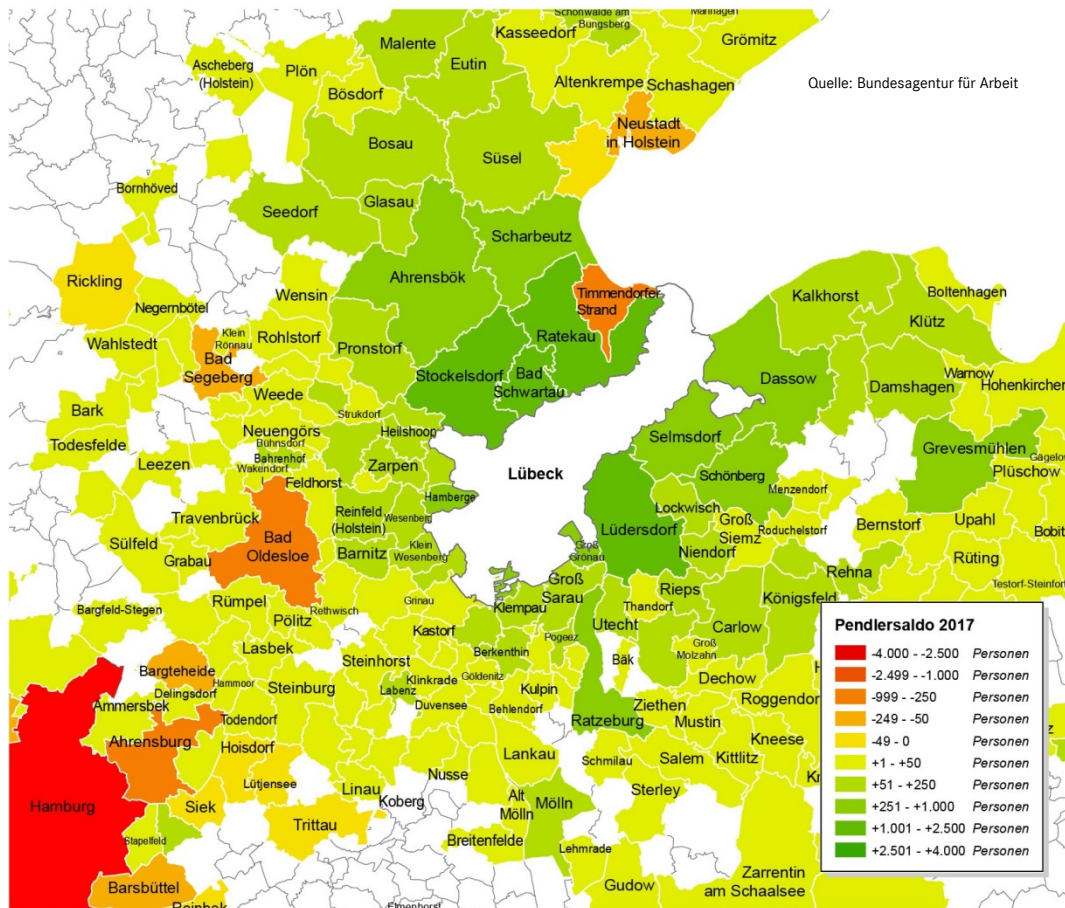 Schönwalde am
Bungsberg
Manhagen
Malente
Kasseedorf
Grömitz
Eutin
Ascheberg
(Holstein)
Plön
Altenkrempe
Schashagen
Quelle: Bundesagentur für Arbeit
Bösdorf
Neustadt
in Holstein
Bosau
Süsel
Bornhöved
Glasau
Seedorf
Scharbeutz
Ahrensbök
Rickling
Wensin
Timmendorfer
Strand
Kalkhorst
Boltenhagen
Negernbötel
Klütz
Klein
Rönnau
Rohlstorf
Ratekau
Wahlstedt
Pronstorf
Bad
Segeberg
Stockelsdorf
Bad
Schwartau
Dassow
Damshagen
Warnow
Hohenkirchen
Weede
Bark
Strukdorf
Todesfelde
Neuengörs
Heilshoop
Selmsdorf
Grevesmühlen
Bühnsdorf
Bahrenhof
Gägelow
Leezen
Wakendorf
Zarpen
Lübeck
Schönberg
Plüschow
Feldhorst
Hamberge
Menzendorf
Lockwisch
Travenbrück
Reinfeld
(Holstein)
Wesenberg
Lüdersdorf
Groß
Siemz
Roduchelstorf
Bernstorf
Upahl
Bobitz
Sülfeld
Bad
Oldesloe
Barnitz
Klein
Wesenberg
Groß
Grönau
Niendorf
Grabau
Rüting
Rehna
Testorf-Steinfort
Groß
Sarau
Rieps
Königsfeld
Bargfeld-Stegen
Rümpel
Rethwisch
Grinau
Klempau
Thandorf
Pölitz
Utecht
Carlow
Kastorf
Pogeez
Lasbek
Groß
Molzahn
Berkenthin
Bargteheide
Steinhorst
Bäk
Göldenitz
Dechow
Hammoor
Klinkrade
Delingsdorf
Steinburg
Labenz
Kulpin
Roggendorf
Ammersbek
Duvensee
Behlendorf
Ziethen
Todendorf
Ratzeburg
Mustin
Ahrensburg
Kneese
Hoisdorf
Lankau
Salem
Kittlitz
Schmilau
Nusse
Lütjensee
Linau
Sterley
Hamburg
Koberg
Siek
Alt
Mölln
Mölln
Trittau
Stapelfeld
Breitenfelde
Lehmrade
Zarrentin
am Schaalsee
Barsbüttel
Gudow
Reinbek
Elmenhorst
Pendlersaldo 2017
-4.000 - -2.500 Personen
-2.499 - -1.000 Personen
-999 - -250 Personen
-249 - -50 Personen
-49 - 0 Personen
+1 - +50 Personen
+51 - +250 Personen
+251 - +1.000 Personen
+1.001 - +2.500 Personen
+2.501 - +4.000 Personen